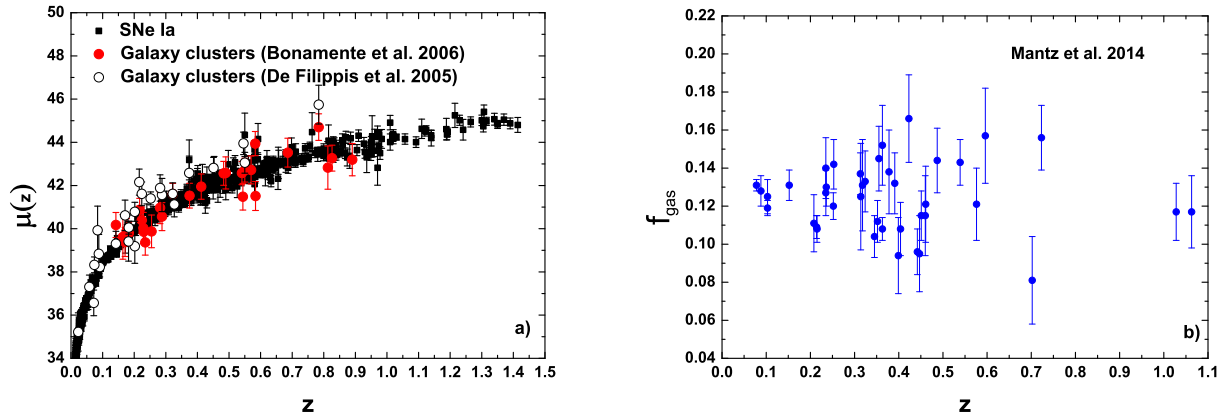 50
48
46
44
42
40
38
36
34
μ(z)
SNe Ia
Galaxy clusters (Bonamente et al. 2006)
Galaxy clusters (De Filippis et al. 2005)
a)
0.0 0.1 0.2 0.3 0.4 0.5 0.6 0.7 0.8 0.9 1.0 1.1 1.2 1.3 1.4 1.5
z
0.22
0.20
0.18
0.16
0.14
0.12
0.10
0.08
0.06
0.04
fgas
Mantz et al. 2014
b)
0.0 0.1 0.2 0.3 0.4 0.5 0.6 0.7 0.8 0.9 1.0 1.1
z